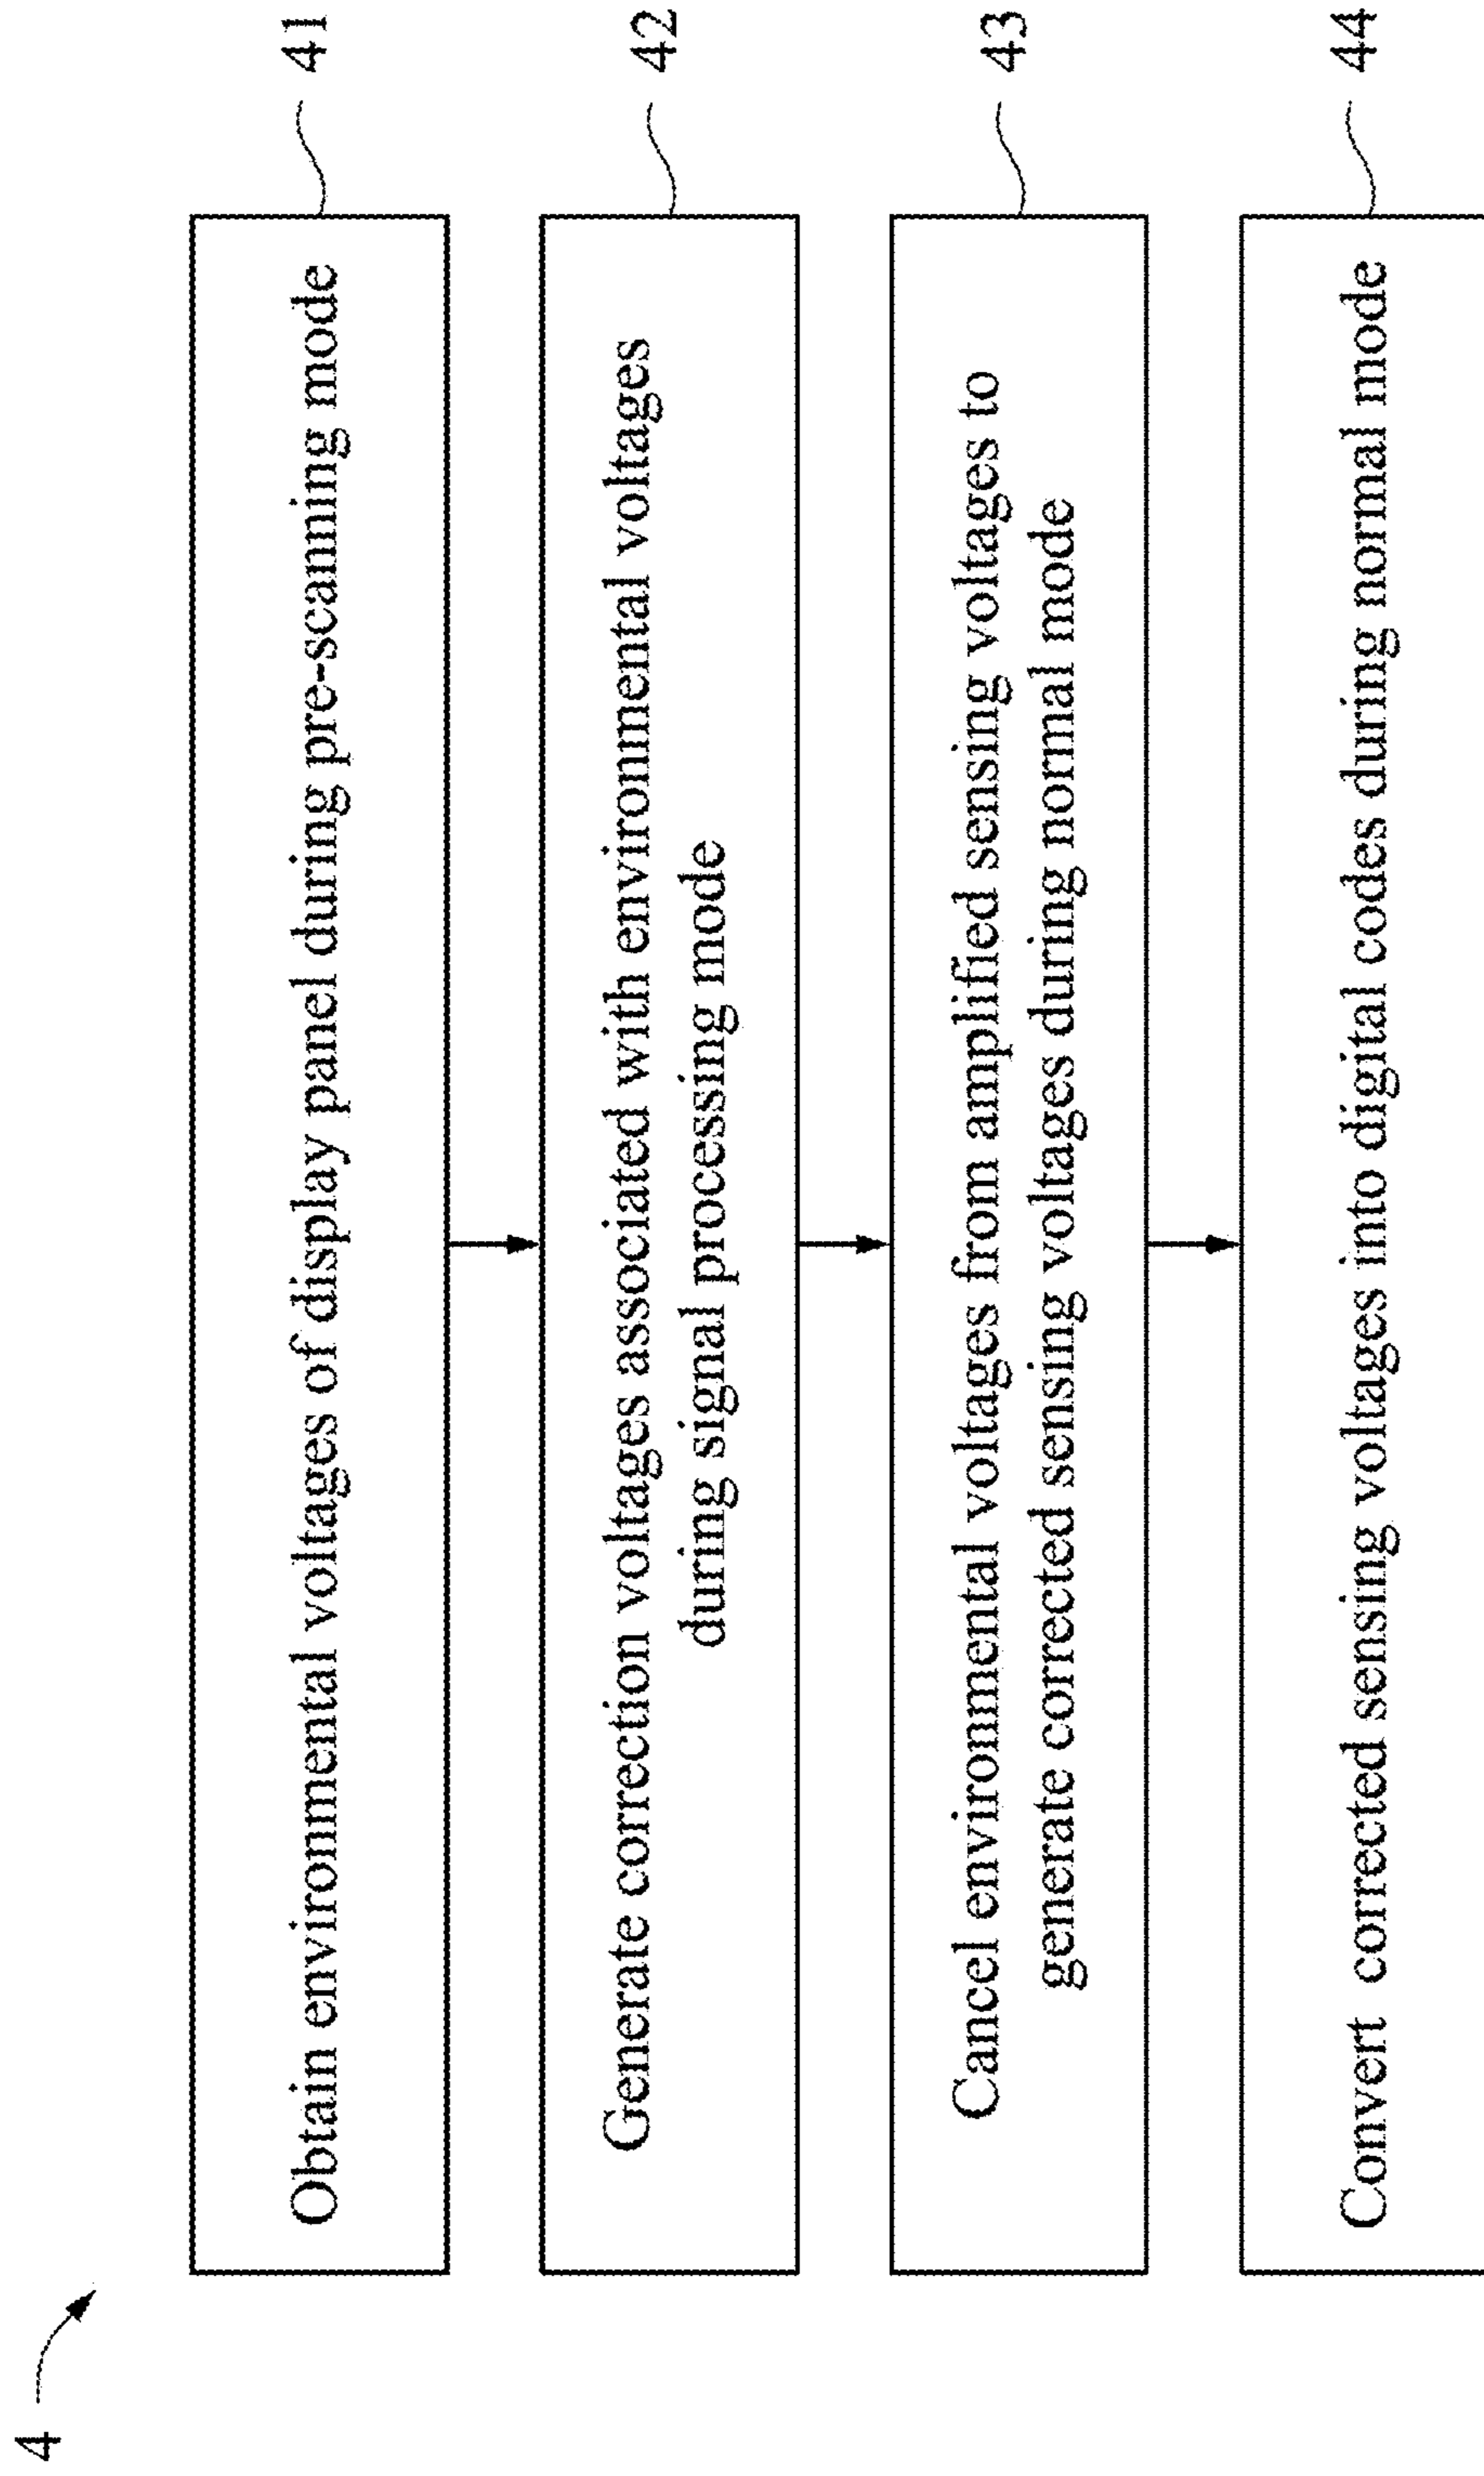 4
Obtain environmental voltages of display panel during pre-scanning mode
41
Generate correction voltages associated with environmental voltages
during signal processing mode
42
Cancel environmental voltages from amplified sensing voltages to
generate corrected sensing voltages during normal mode
43
Convert corrected sensing voltages into digital codes during normal mode
44